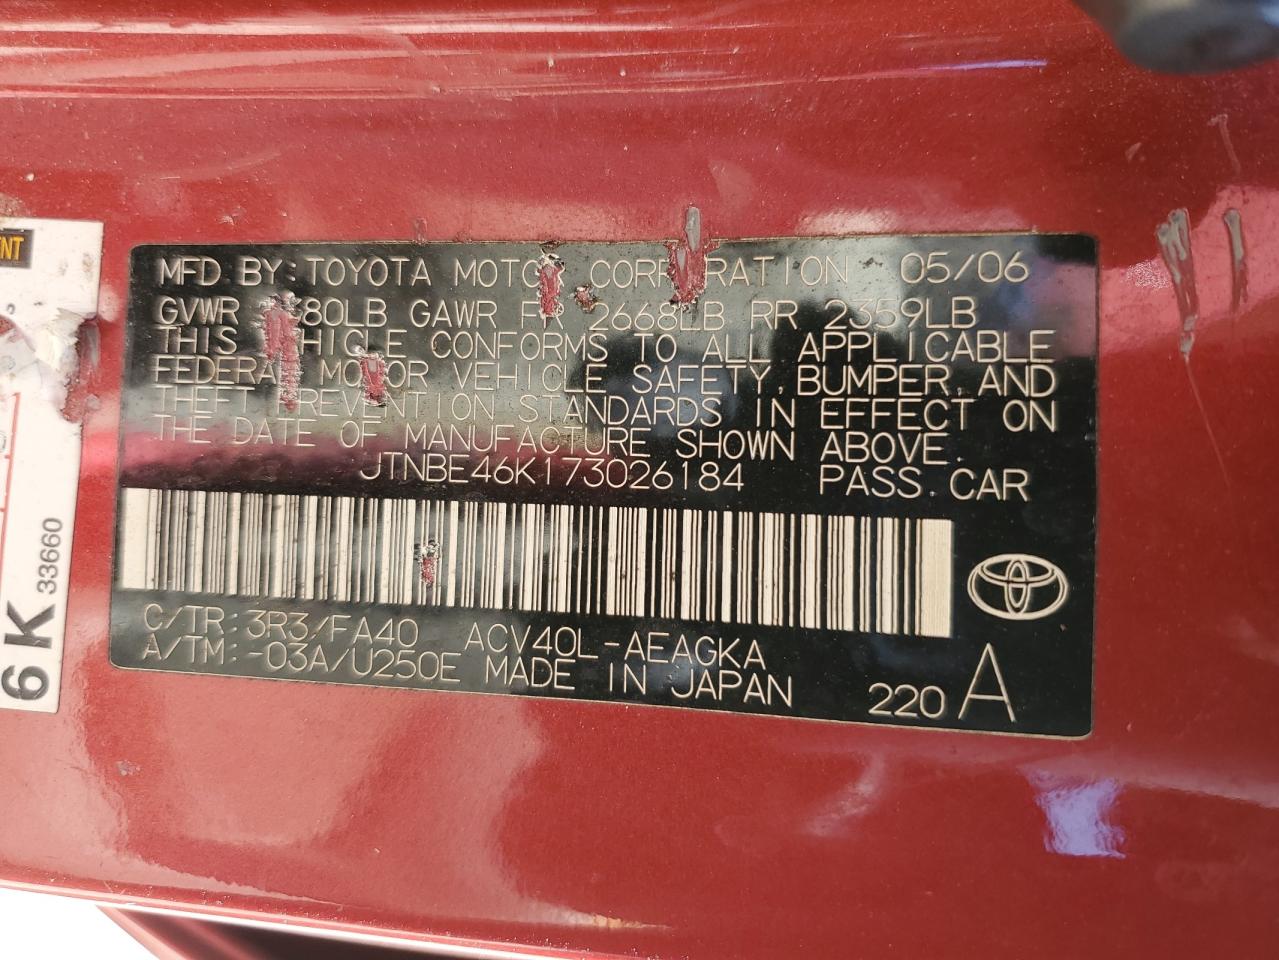 MFD BY: TOYOTA MOTOR CORPORATION 05/06
GVWR 80LB GAWR FR 2668LB RR 2359LB
THIS VEHICLE CONFORMS TO ALL APPLICABLE
FEDERAL MOTOR VEHICLE SAFETY, BUMPER, AND
THEFT PREVENTION STANDARDS IN EFFECT ON
THE DATE OF MANUFACTURE SHOWN ABOVE.
JTNBE46K173026184 PASS. CAR
C/TR: 3R3/FA40 ACV40L-AEAGKA
A/TM: -03A/U250E MADE IN JAPAN
220 A
6K
33660